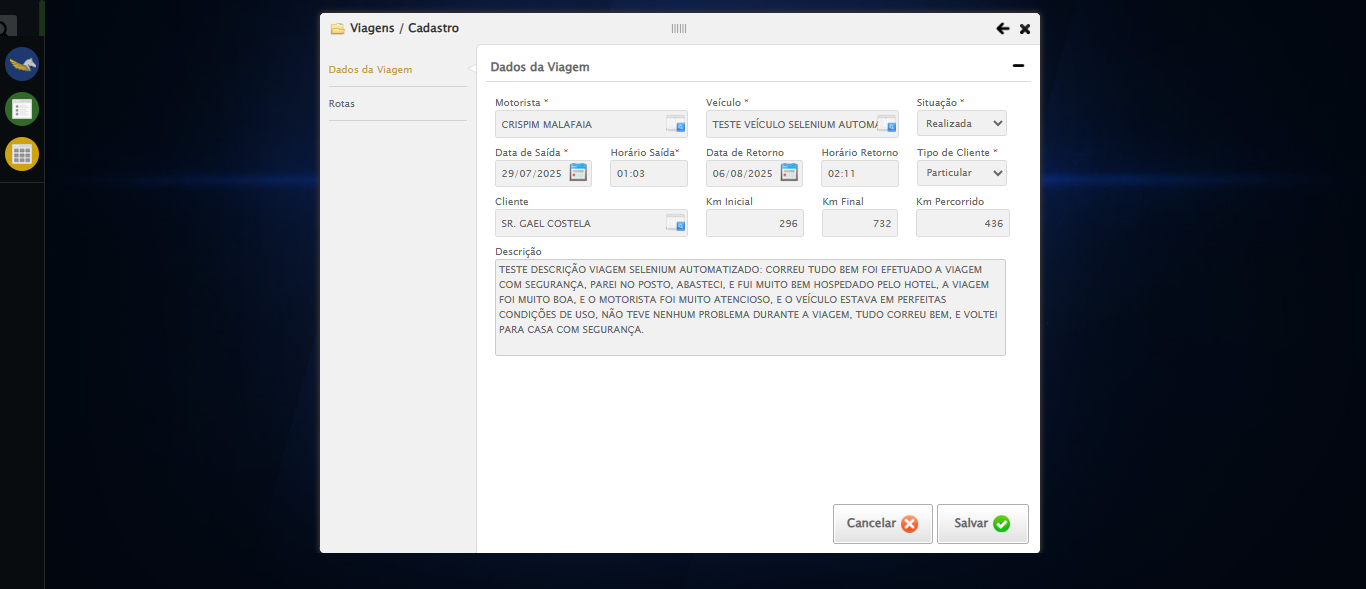 Viagens / Cadastro
Dados da Viagem
Rotas
Dados da Viagem
Motorista * Veículo * Situação *
CRISPIM MALAFAIA TESTE VEÍCULO SELENIUM Realizada
Data de Saída * Horário Saída* Data de Retorno Horário Retorno Tipo de Cliente *
29/07/2025 01:03 06/08/2025 02:11 Particular
Cliente Km Inicial Km Final Km Percorrido
SR. GAEL COSTELA 296 732 436
Descrição
TESTE DESCRIÇÃO VIAGEM SELENIUM AUTOMATIZADO: CORREU TUDO BEM FOI EFETUADO A VIAGEM
COM SEGURANÇA, PAREI NO POSTO, ABASTECI, E FUI MUITO BEM HOSPEDADO PELO HOTEL, A VIAGEM
FOI MUITO BOA, E O MOTORISTA FOI MUITO ATENCIOSO, E O VEÍCULO ESTAVA EM PERFEITAS
CONDIÇÕES DE USO, NÃO TEVE NENHUM PROBLEMA DURANTE A VIAGEM, TUDO CORREU BEM, E VOLTEI
PARA CASA COM SEGURANÇA.
Cancelar Salvar